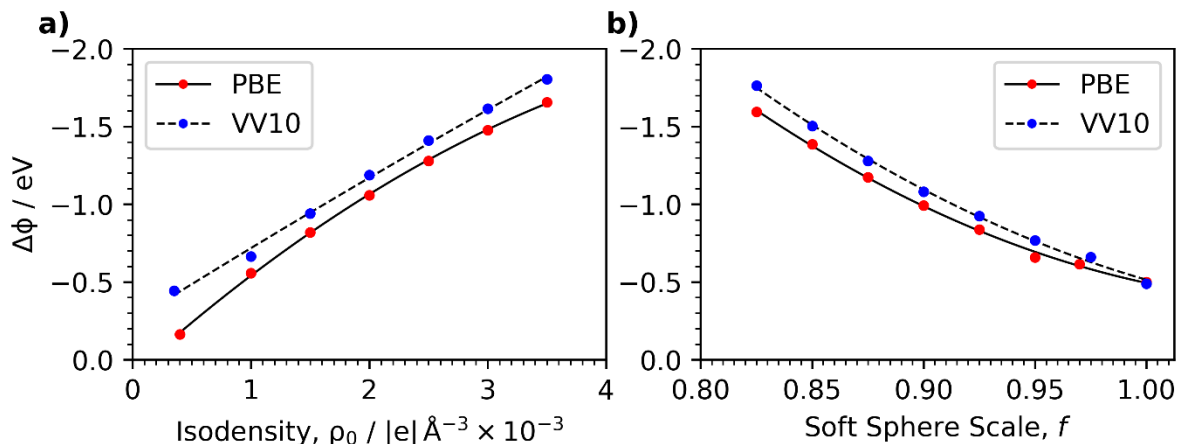 a)
−2.0
−1.5
−1.0
−0.5
0.0
Δϕ / eV
PBE
VV10
0
1
2
3
4
Isodensity, ρ₀ / |e| Å⁻³ × 10⁻³
b)
−2.0
−1.5
−1.0
−0.5
0.0
PBE
VV10
0.80
0.85
0.90
0.95
1.00
Soft Sphere Scale, f